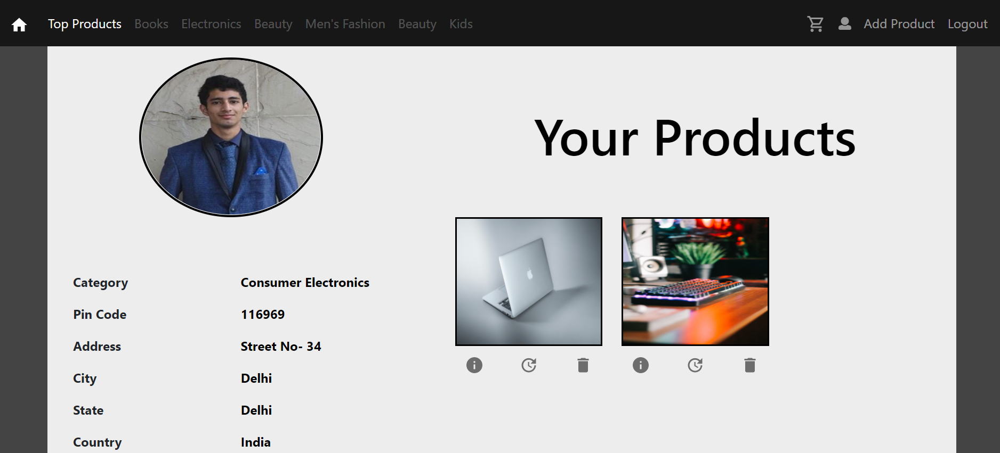 Top Products Books Electronics Beauty Men's Fashion Beauty Kids Add Product Logout
Your Products
Category Consumer Electronics
Pin Code 116969
Address Street No- 34
City Delhi
State Delhi
Country India